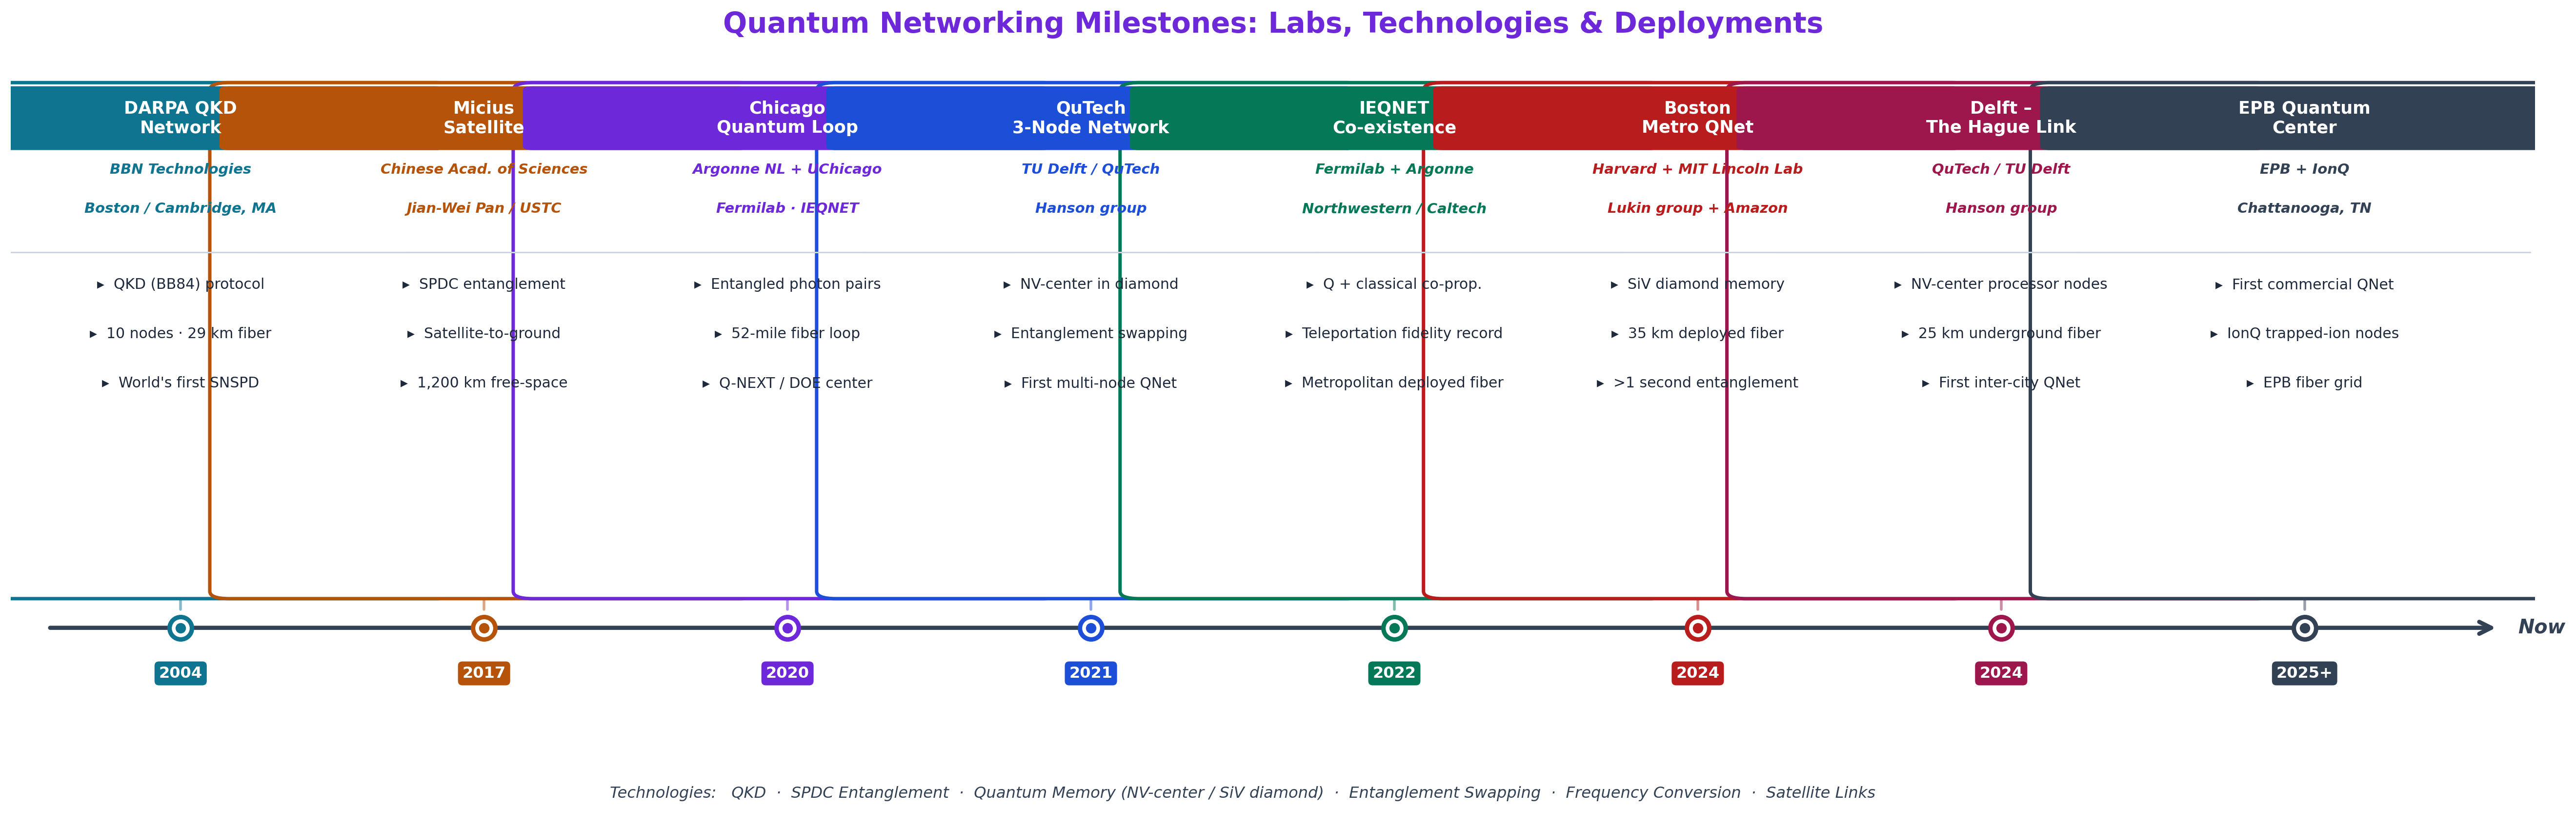 Quantum Networking Milestones: Labs, Technologies & Deployments
DARPA QKD
Network
BBN Technologies
Boston / Cambridge, MA
▸ QKD (BB84) protocol
▸ 10 nodes · 29 km fiber
▸ World's first SNSPD
2004
Micius
Satellite
Chinese Acad. of Sciences
Jian-Wei Pan / USTC
▸ SPDC entanglement
▸ Satellite-to-ground
▸ 1,200 km free-space
2017
Chicago
Quantum Loop
Argonne NL + UChicago
Fermilab · IEQNET
▸ Entangled photon pairs
▸ 52-mile fiber loop
▸ Q-NEXT / DOE center
2020
QuTech
3-Node Network
TU Delft / QuTech
Hanson group
▸ NV-center in diamond
▸ Entanglement swapping
▸ First multi-node QNet
2021
IEQNET
Co-existence
Fermilab + Argonne
Northwestern / Caltech
▸ Q + classical co-prop.
▸ Teleportation fidelity record
▸ Metropolitan deployed fiber
2022
Boston
Metro QNet
Harvard + MIT Lincoln Lab
Lukin group + Amazon
▸ SiV diamond memory
▸ 35 km deployed fiber
▸ >1 second entanglement
2024
Delft –
The Hague Link
QuTech / TU Delft
Hanson group
▸ NV-center processor nodes
▸ 25 km underground fiber
▸ First inter-city QNet
2024
EPB Quantum
Center
EPB + IonQ
Chattanooga, TN
▸ First commercial QNet
▸ IonQ trapped-ion nodes
▸ EPB fiber grid
2025+
Now
Technologies: QKD · SPDC Entanglement · Quantum Memory (NV-center / SiV diamond) · Entanglement Swapping · Frequency Conversion · Satellite Links